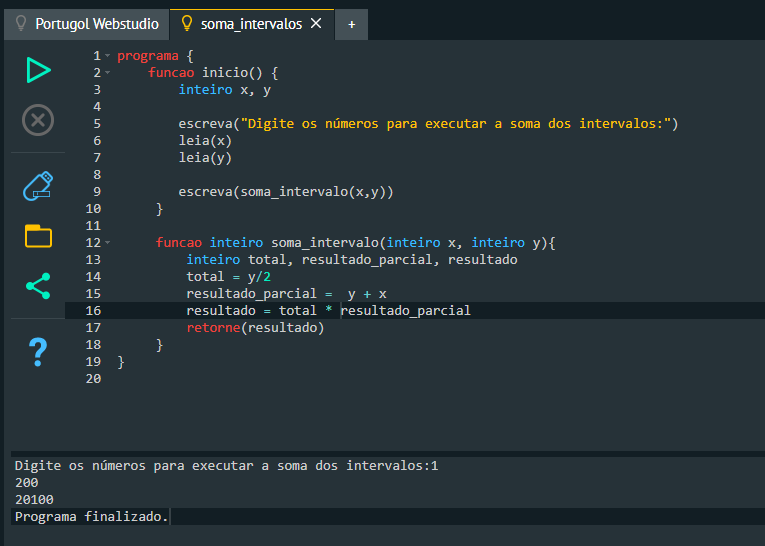 Portugol Webstudio soma_intervalos × +
1 programa {
2 funcao inicio() {
3 inteiro x, y
4
5 escreva("Digite os números para executar a soma dos intervalos:")
6 leia(x)
7 leia(y)
8
9 escreva(soma_intervalo(x,y))
10 }
11
12 funcao inteiro soma_intervalo(inteiro x, inteiro y){
13 inteiro total, resultado_parcial, resultado
14 total = y/2
15 resultado_parcial =  y + x
16 resultado = total * resultado_parcial
17 retorne(resultado)
18 }
19 }
20
?
Digite os números para executar a soma dos intervalos:1
200
20100
Programa finalizado.